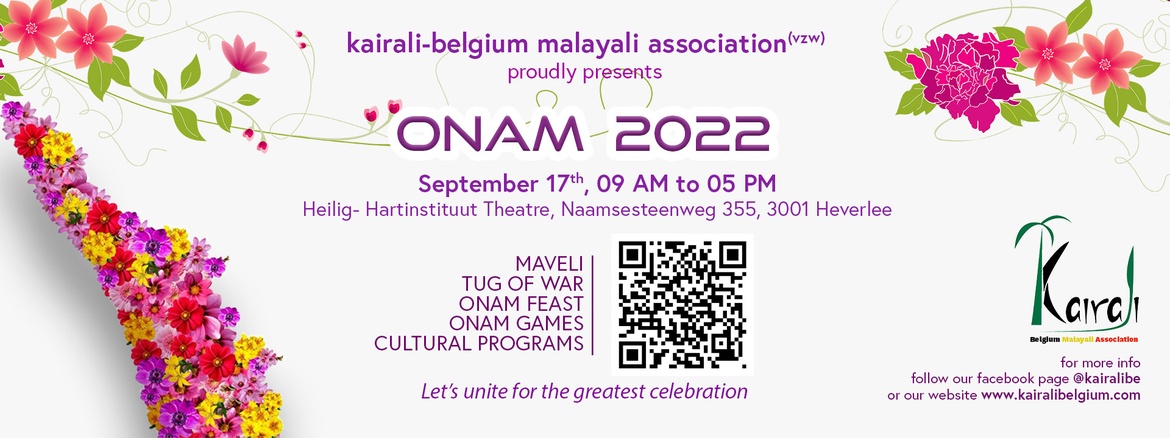 kairali-belgium malayali association(vzw)
proudly presents
ONAM 2022
September 17th, 09 AM to 05 PM
Heilig- Hartinstituut Theatre, Naamsesteenweg 355, 3001 Heverlee
MAVELI
TUG OF WAR
ONAM FEAST
ONAM GAMES
CULTURAL PROGRAMS
Let's unite for the greatest celebration
Kairali
Belgium Malayali Association
for more info
follow our facebook page @kairalibe
or our website www.kairalibelgium.com